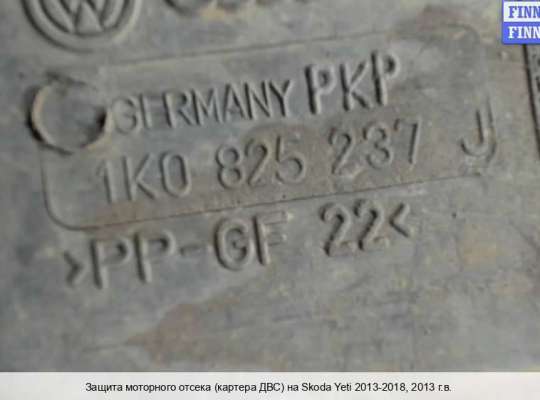 FINN
FINN
GERMANY PKP
1K0 825 237 J
>PP-GF 22<
Защита моторного отсека (картера ДВС) на Skoda Yeti 2013-2018, 2013 г.в.